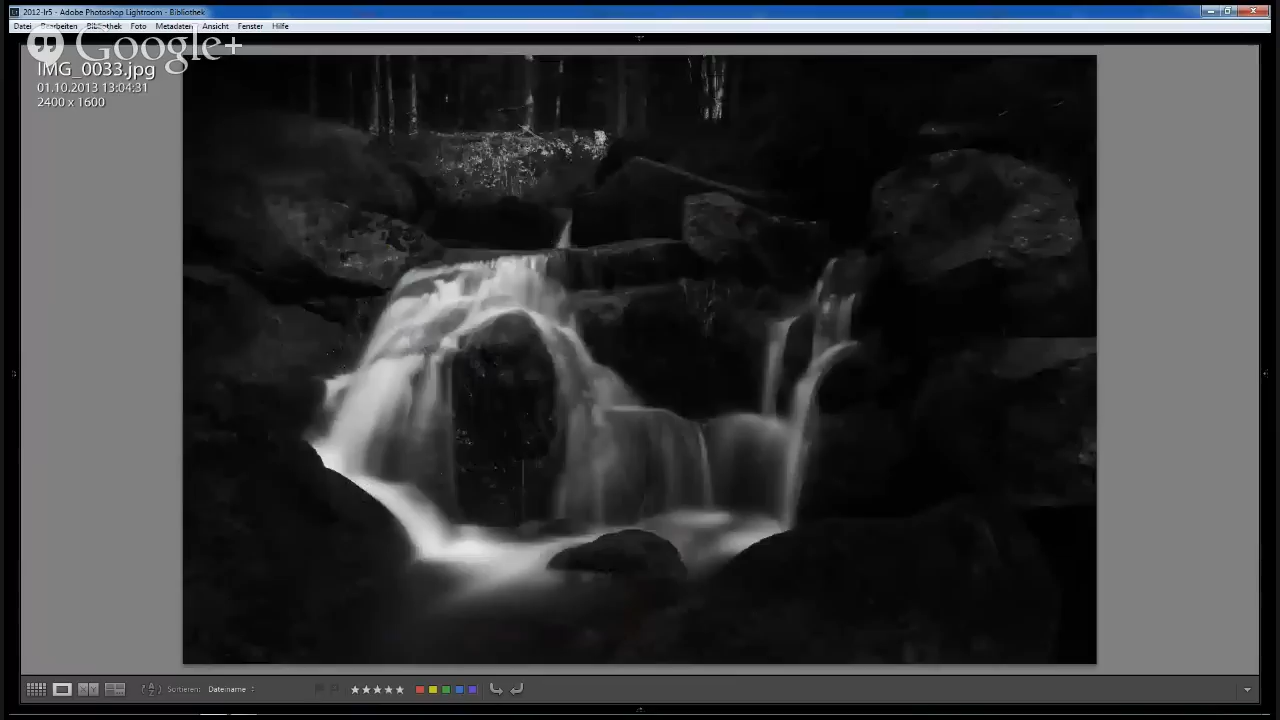 2012-lr5 - Adobe Photoshop Lightroom - Bibliothek
Datei Bearbeiten Bibliothek Foto Metadaten Ansicht Fenster Hilfe
Google+
IMG_0033.jpg
01.10.2013 13:04:31
2400 x 1600
Sortieren: Dateiname